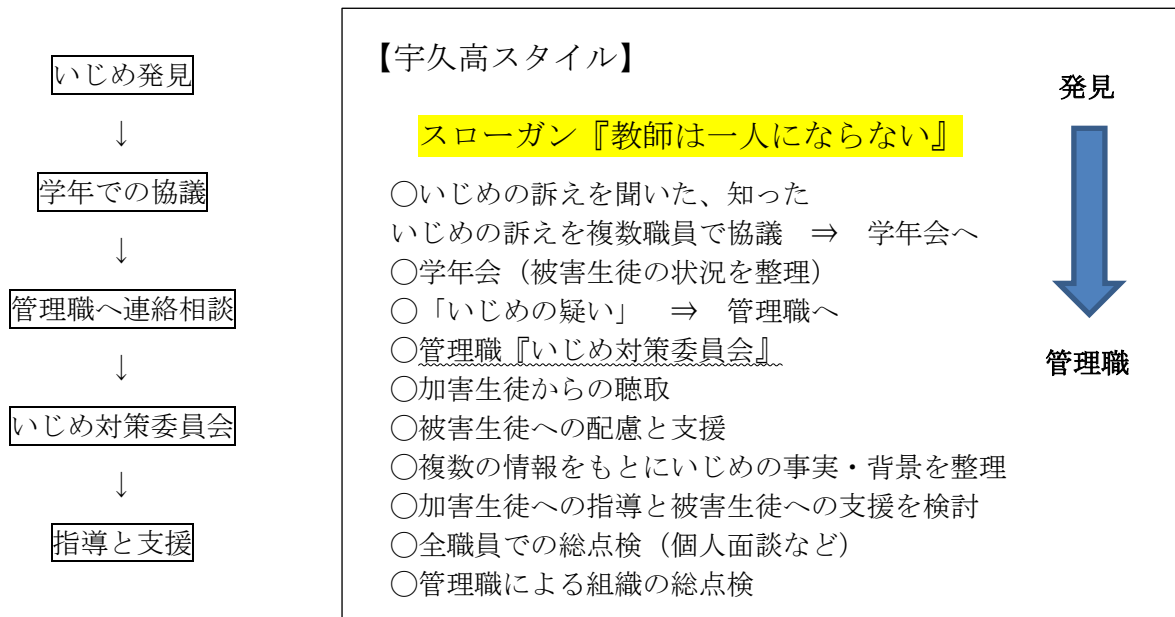 いじめ発見
↓
学年での協議
↓
管理職へ連絡相談
↓
いじめ対策委員会
↓
指導と支援
【宇久高スタイル】
スローガン『教師は一人にならない』
○いじめの訴えを聞いた、知った
いじめの訴えを複数職員で協議　⇒　学年会へ
○学年会（被害生徒の状況を整理）
○「いじめの疑い」　⇒　管理職へ
○管理職『いじめ対策委員会』
○加害生徒からの聴取
○被害生徒への配慮と支援
○複数の情報をもとにいじめの事実・背景を整理
○加害生徒への指導と被害生徒への支援を検討
○全職員での総点検（個人面談など）
○管理職による組織の総点検
発見
管理職